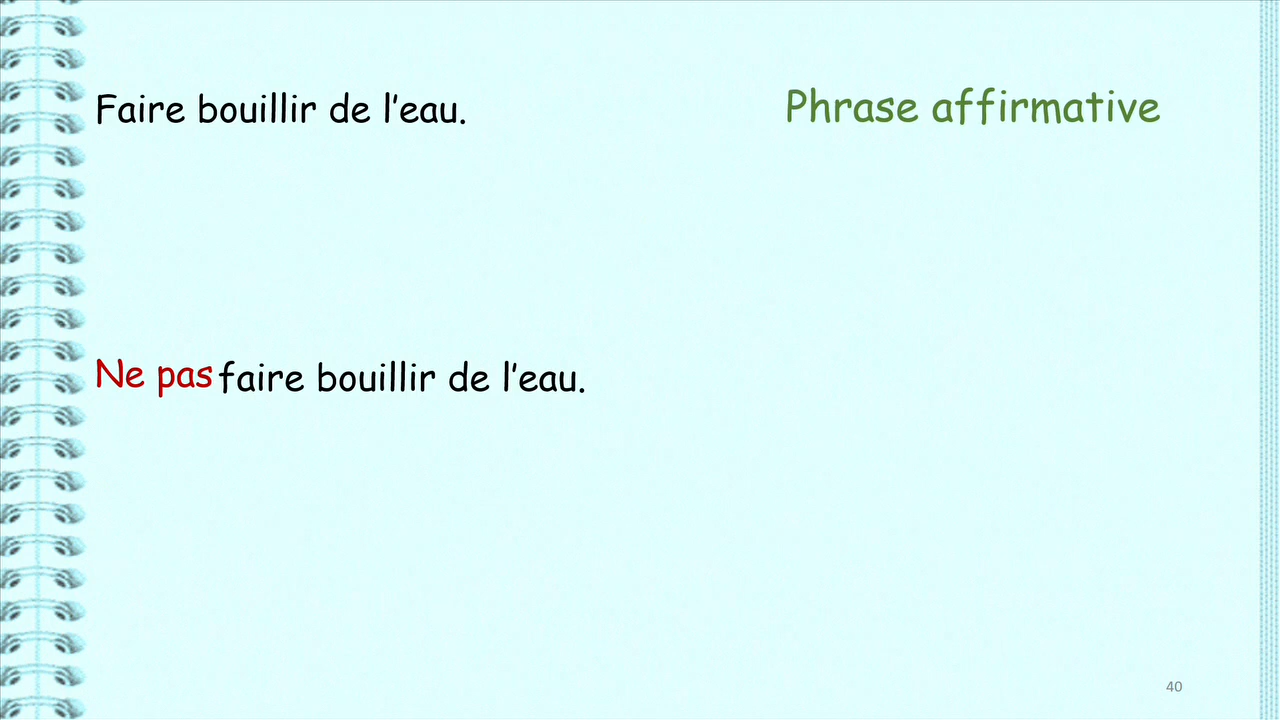 Faire bouillir de l’eau. Phrase affirmative
Ne pas faire bouillir de l’eau.
40